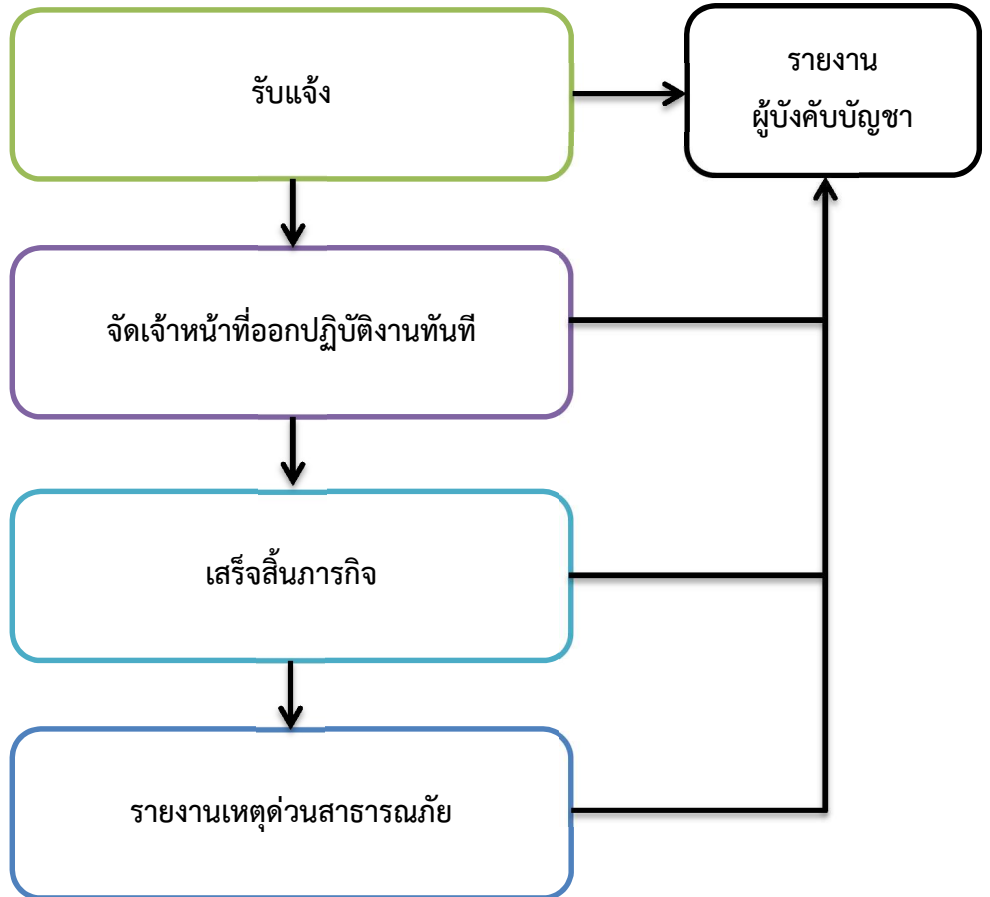 รับแจ้ง
รายงาน
ผู้บังคับบัญชา
จัดเจ้าหน้าที่ออกปฏิบัติงานทันที
เสร็จสิ้นภารกิจ
รายงานเหตุด่วนสาธารณภัย